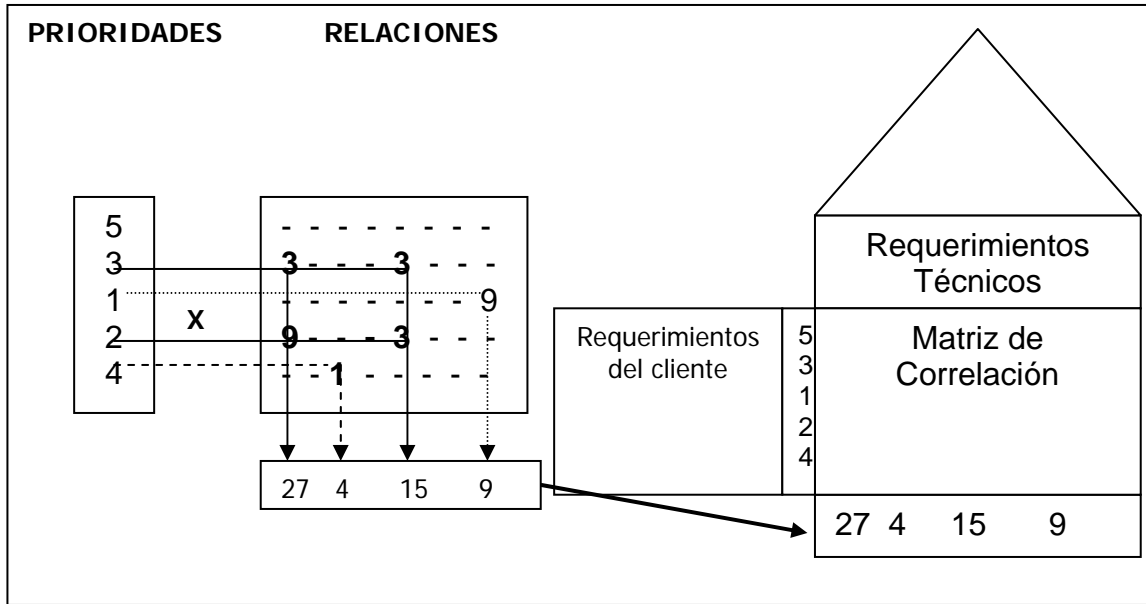 PRIORIDADES RELACIONES
5
3
1
2
4
X
- - - - - - - -
3 - - - 3 - - -
- - - - - - - 9
9 - - - 3 - - -
- - 1 - - - - -
27 4 15 9
Requerimientos
Técnicos
Requerimientos
del cliente
5
3
1
2
4
Matriz de
Correlación
27 4 15 9